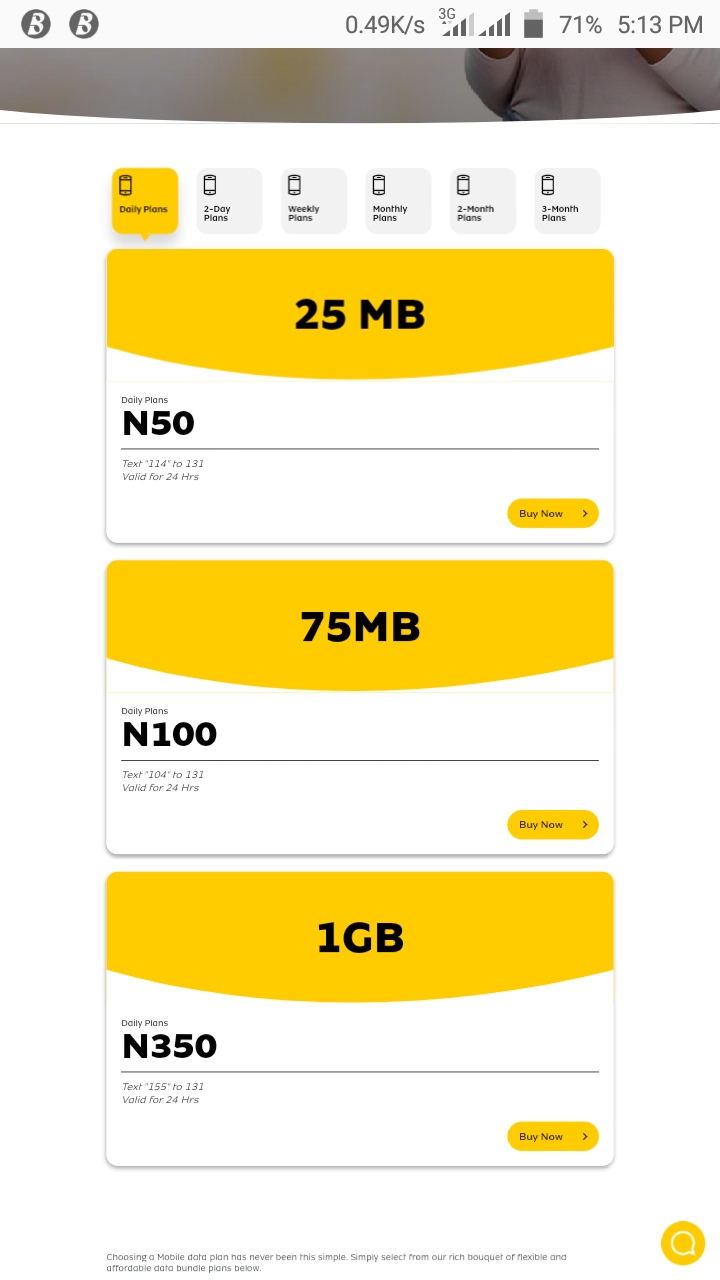 0.49K/s 3G 71% 5:13 PM
Daily Plans
2-Day
Plans
Weekly
Plans
Monthly
Plans
2-Month
Plans
3-Month
Plans
25 MB
Daily Plans
N50
Text "114" to 131
Valid for 24 Hrs
Buy Now
75MB
Daily Plans
N100
Text "104" to 131
Valid for 24 Hrs
Buy Now
1GB
Daily Plans
N350
Text "155" to 131
Valid for 24 Hrs
Buy Now
Choosing a Mobile data plan has never been this simple. Simply select from our rich bouquet of flexible and
affordable data bundle plans below.